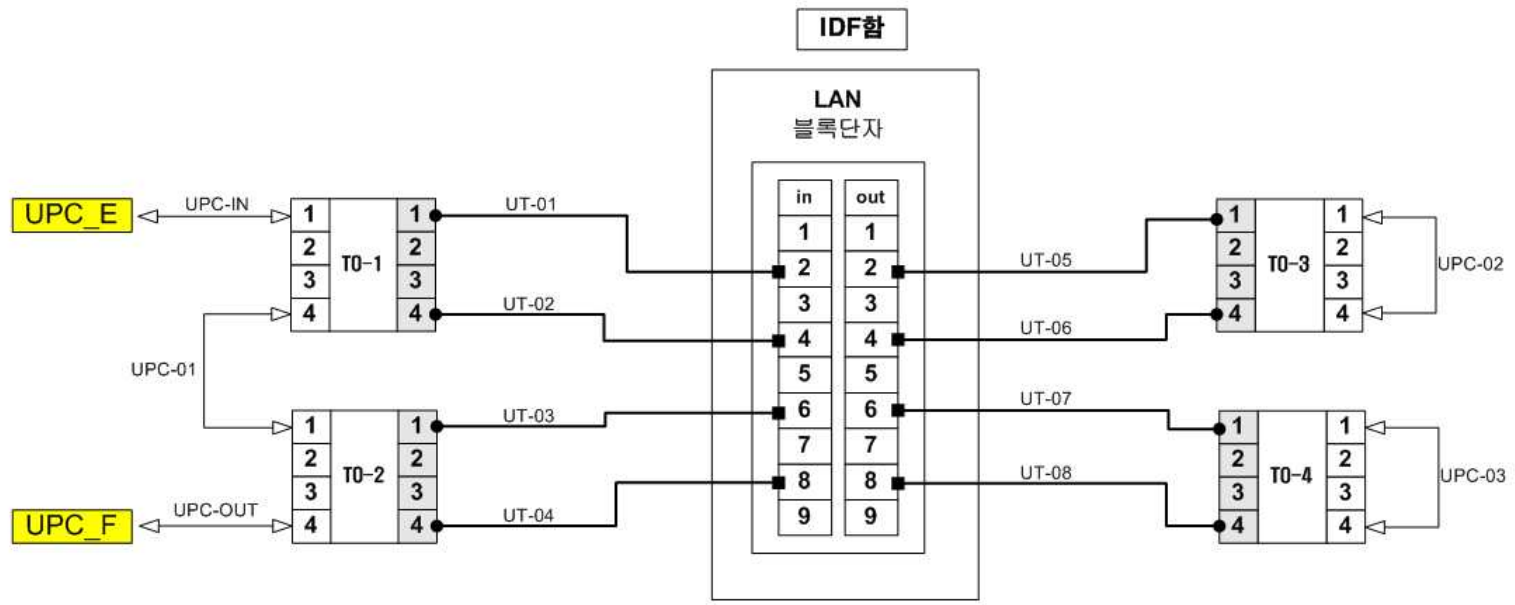 IDF함
LAN
블록단자
in out
1 1
2 2
3 3
4 4
5 5
6 6
7 7
8 8
9 9
UPC_E
UPC-IN
1 1
2 2
3 3
4 4
TO-1
UT-01
UT-02
UPC-01
1 1
2 2
3 3
4 4
TO-2
UT-03
UT-04
UPC_F
UPC-OUT
UT-05
UT-06
1 1
2 2
3 3
4 4
TO-3
UPC-02
UT-07
UT-08
1 1
2 2
3 3
4 4
TO-4
UPC-03